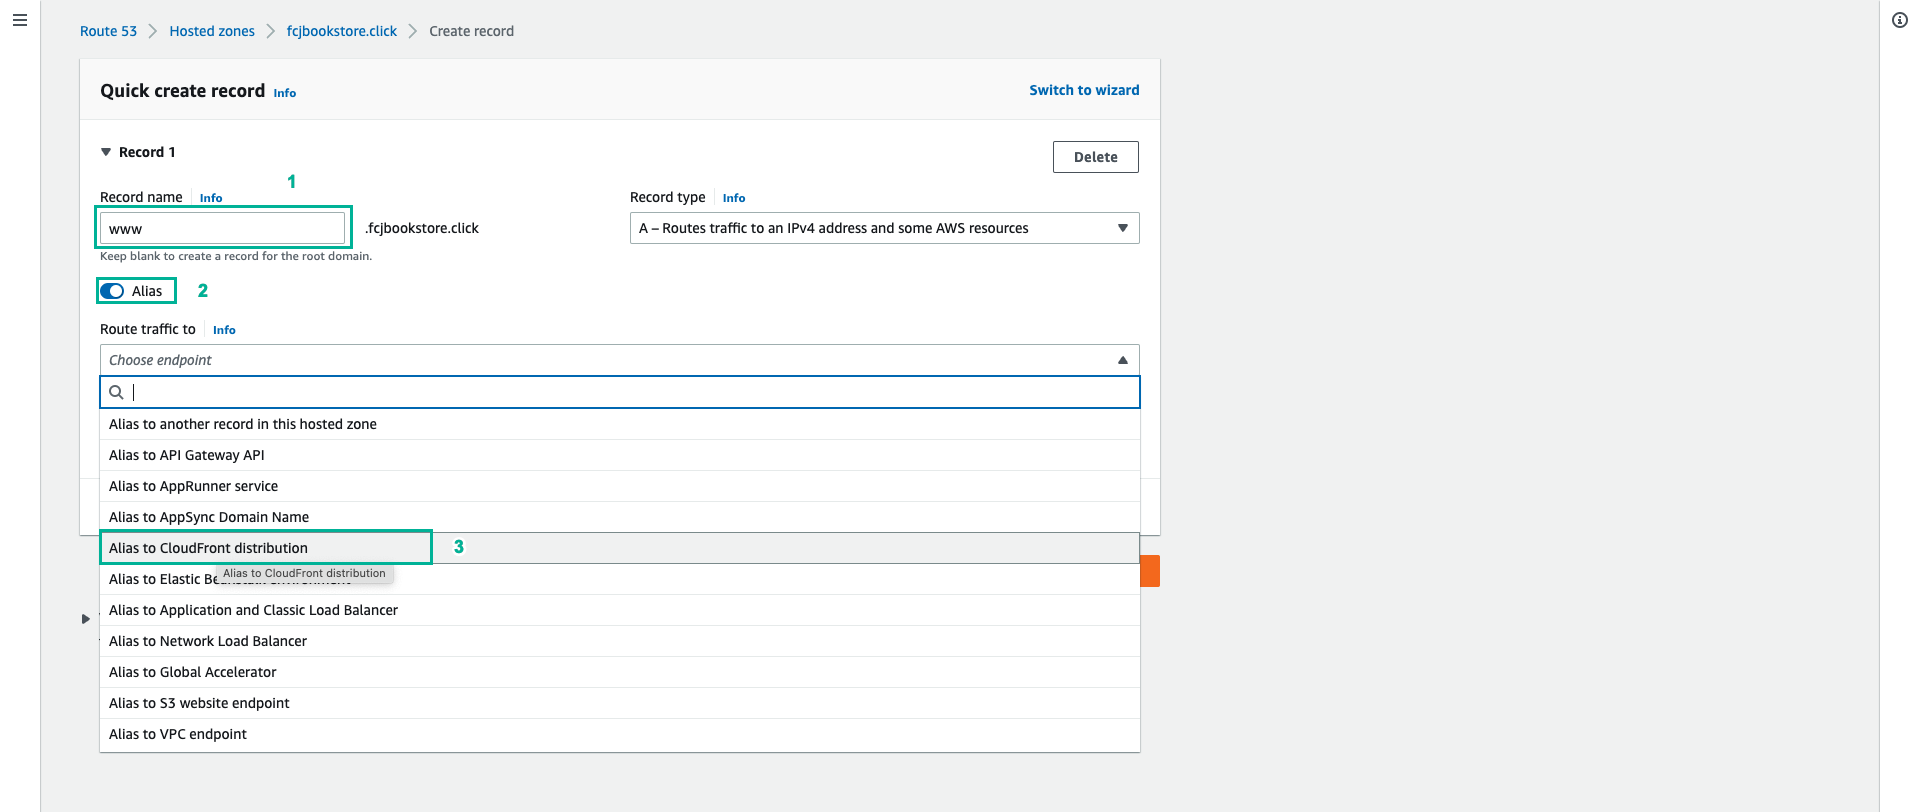 Route 53 > Hosted zones > fcjbookstore.click > Create record
Quick create record Info
Switch to wizard
Record 1
Delete
1
Record name Info
Record type Info
www
.fcjbookstore.click
A – Routes traffic to an IPv4 address and some AWS resources
Keep blank to create a record for the root domain.
Alias
2
Route traffic to Info
Choose endpoint
Alias to another record in this hosted zone
Alias to API Gateway API
Alias to AppRunner service
Alias to AppSync Domain Name
Alias to CloudFront distribution
3
Alias to CloudFront distribution
Alias to Elastic
Alias to Application and Classic Load Balancer
Alias to Network Load Balancer
Alias to Global Accelerator
Alias to S3 website endpoint
Alias to VPC endpoint